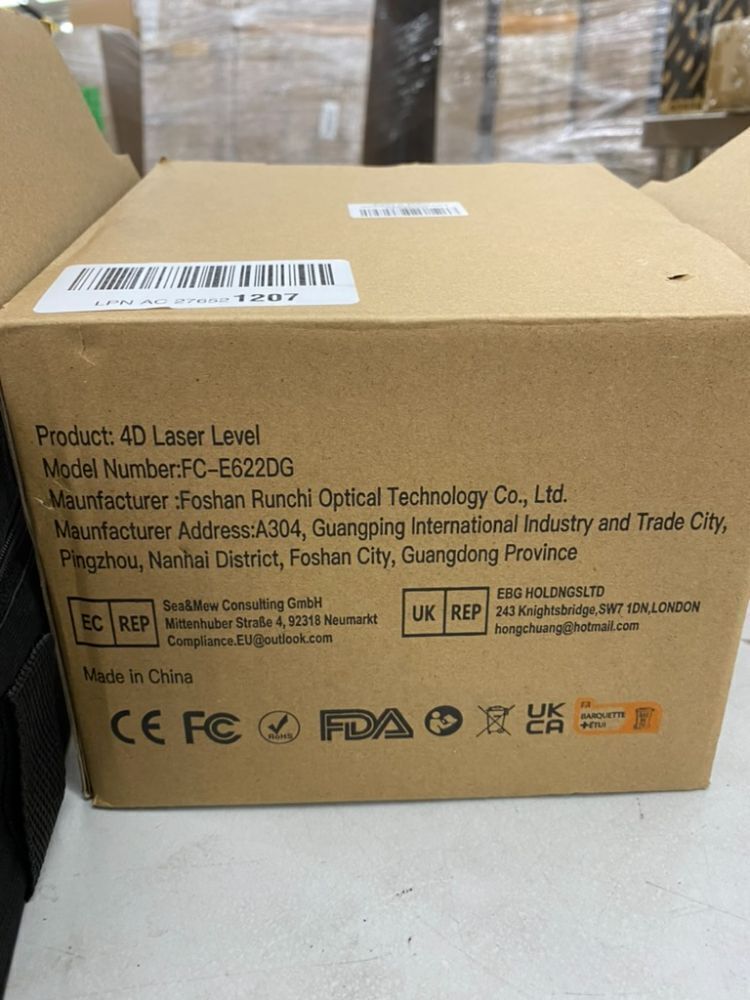 LPN AC 27652 1207
Product: 4D Laser Level
Model Number:FC-E622DG
Maunfacturer :Foshan Runchi Optical Technology Co., Ltd.
Maunfacturer Address:A304, Guangping International Industry and Trade City,
Pingzhou, Nanhai District, Foshan City, Guangdong Province
EC REP
Sea&Mew Consulting GmbH
Mittenhuber Straße 4, 92318 Neumarkt
Compliance.EU@outlook.com
UK REP
EBG HOLDNGSLTD
243 Knightsbridge,SW7 1DN,LONDON
hongchuang@hotmail.com
Made in China
CE FC RoHS FDA UK
CA
FR
BARQUETTE
+ÉTUI